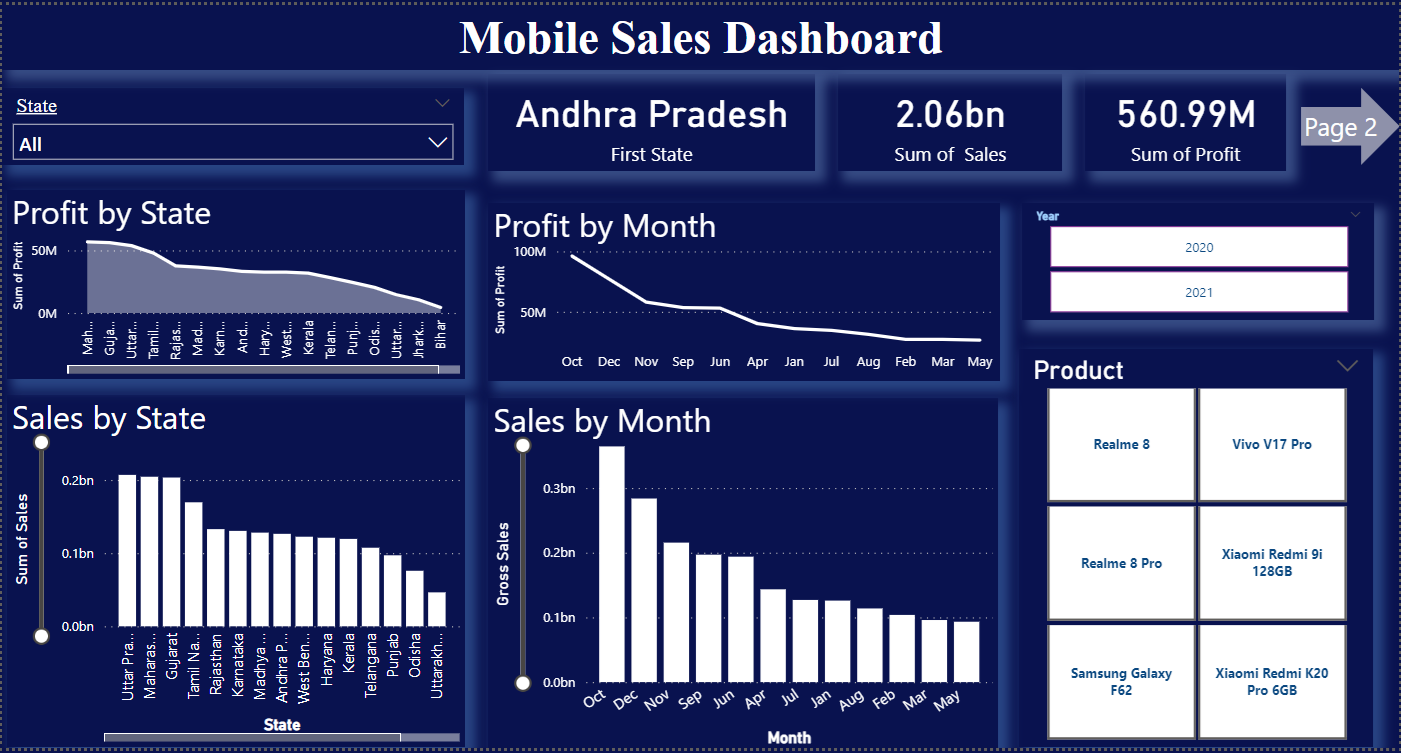 Mobile Sales Dashboard
State
All
Andhra Pradesh
First State
2.06bn
Sum of  Sales
560.99M
Sum of Profit
Page 2
Profit by State
Sum of Profit
50M
0M
Mah...
Guja...
Uttar...
Tamil...
Rajas...
Mad...
Karn...
And...
Hary...
West...
Kerala
Telan...
Punj...
Odis...
Uttar...
Jhark...
Bihar
Profit by Month
Sum of Profit
100M
50M
Oct Dec Nov Sep Jun Apr Jan Jul Aug Feb Mar May
Year
2020
2021
Sales by State
Sum of Sales
0.2bn
0.1bn
0.0bn
Uttar Pra...
Maharas...
Gujarat
Tamil Na...
Rajasthan
Karnataka
Madhya ...
Andhra P...
West Ben...
Haryana
Kerala
Telangana
Punjab
Odisha
Uttarakh...
State
Sales by Month
Gross Sales
0.3bn
0.2bn
0.1bn
0.0bn
Oct Dec Nov Sep Jun Apr Jul Jan Aug Feb Mar May
Month
Product
Realme 8
Vivo V17 Pro
Realme 8 Pro
Xiaomi Redmi 9i
128GB
Samsung Galaxy
F62
Xiaomi Redmi K20
Pro 6GB